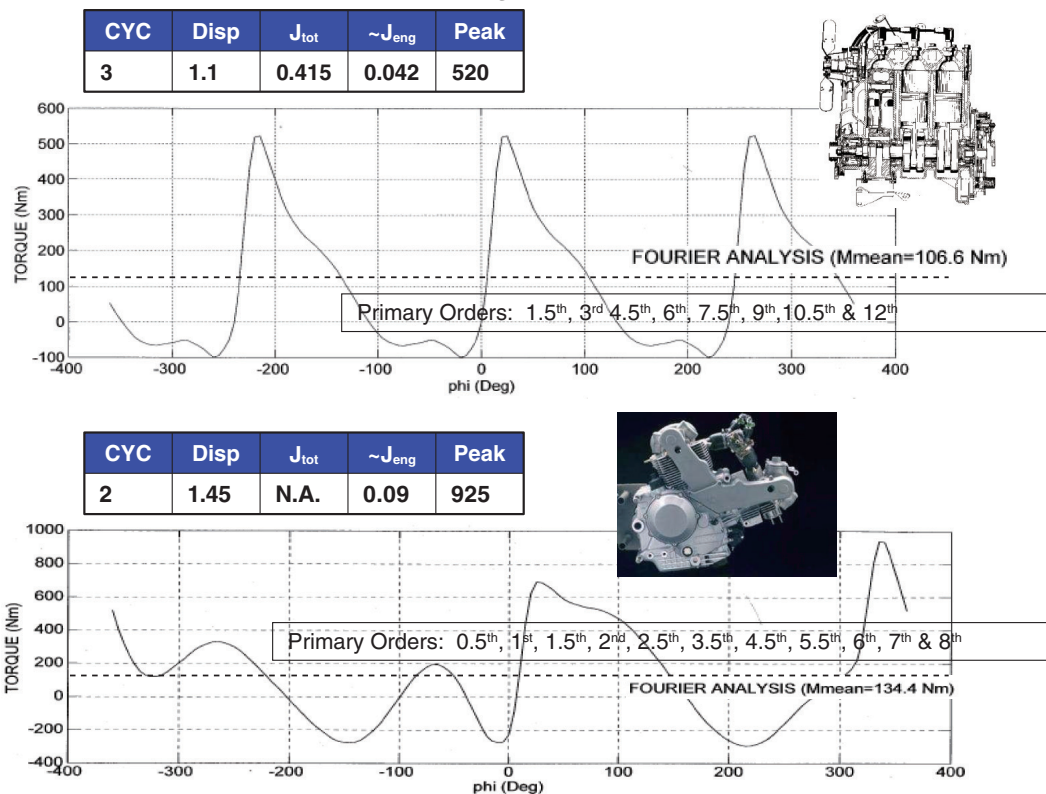 CYC Disp Jtot ~Jeng Peak
3 1.1 0.415 0.042 520
600
500
400
300
200
100
0
-100
TORQUE (Nm)
FOURIER ANALYSIS (Mmean=106.6 Nm)
Primary Orders: 1.5th, 3rd 4.5th, 6th, 7.5th, 9th,10.5th & 12th
-400 -300 -200 -100 0 100 200 300 400
phi (Deg)
CYC Disp Jtot ~Jeng Peak
2 1.45 N.A. 0.09 925
1000
800
600
400
200
0
-200
-400
TORQUE (Nm)
Primary Orders: 0.5th, 1st, 1.5th, 2nd, 2.5th, 3.5th, 4.5th, 5.5th, 6th, 7th & 8th
FOURIER ANALYSIS (Mmean=134.4 Nm)
-400 -300 -200 -100 0 100 200 300 400
phi (Deg)